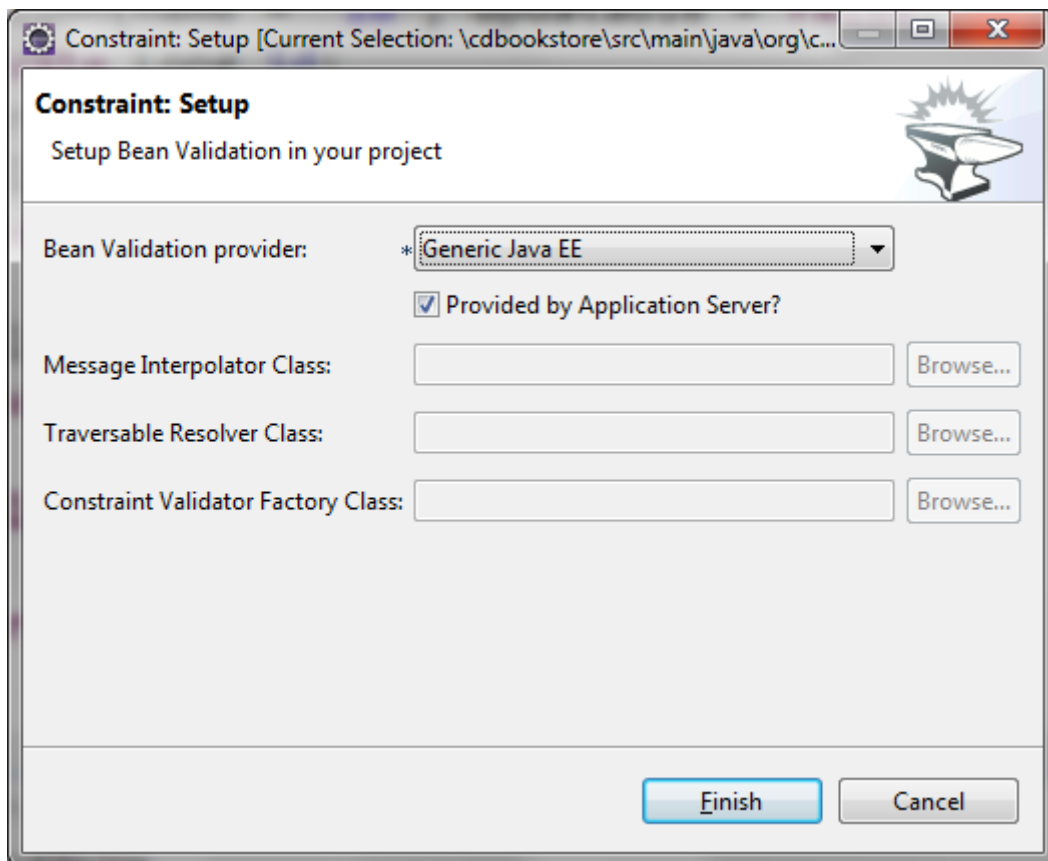 Constraint: Setup [Current Selection: \cdbookstore\src\main\java\org\c...
Constraint: Setup
Setup Bean Validation in your project
Bean Validation provider: * Generic Java EE
Provided by Application Server?
Message Interpolator Class: Browse...
Traversable Resolver Class: Browse...
Constraint Validator Factory Class: Browse...
Finish Cancel